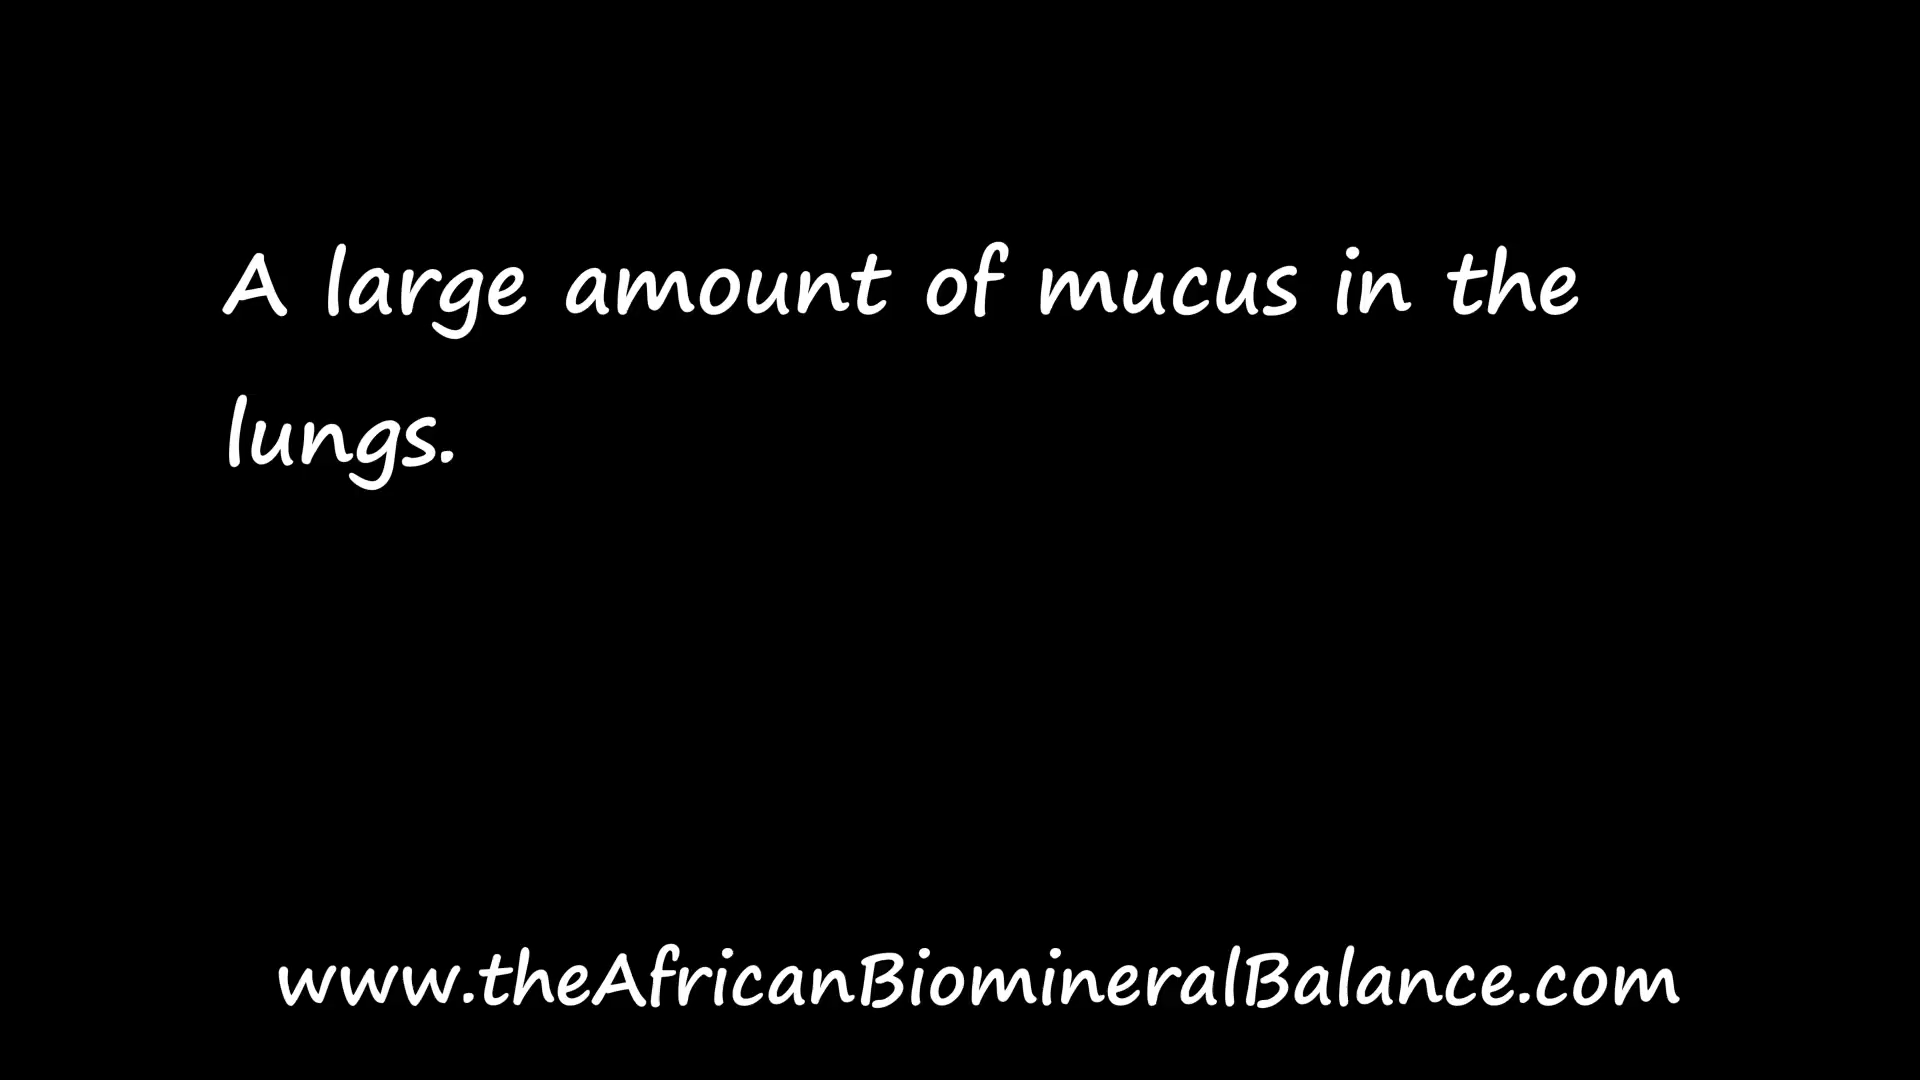 A large amount of mucus in the
lungs.
www.theAfricanBiomineralBalance.com